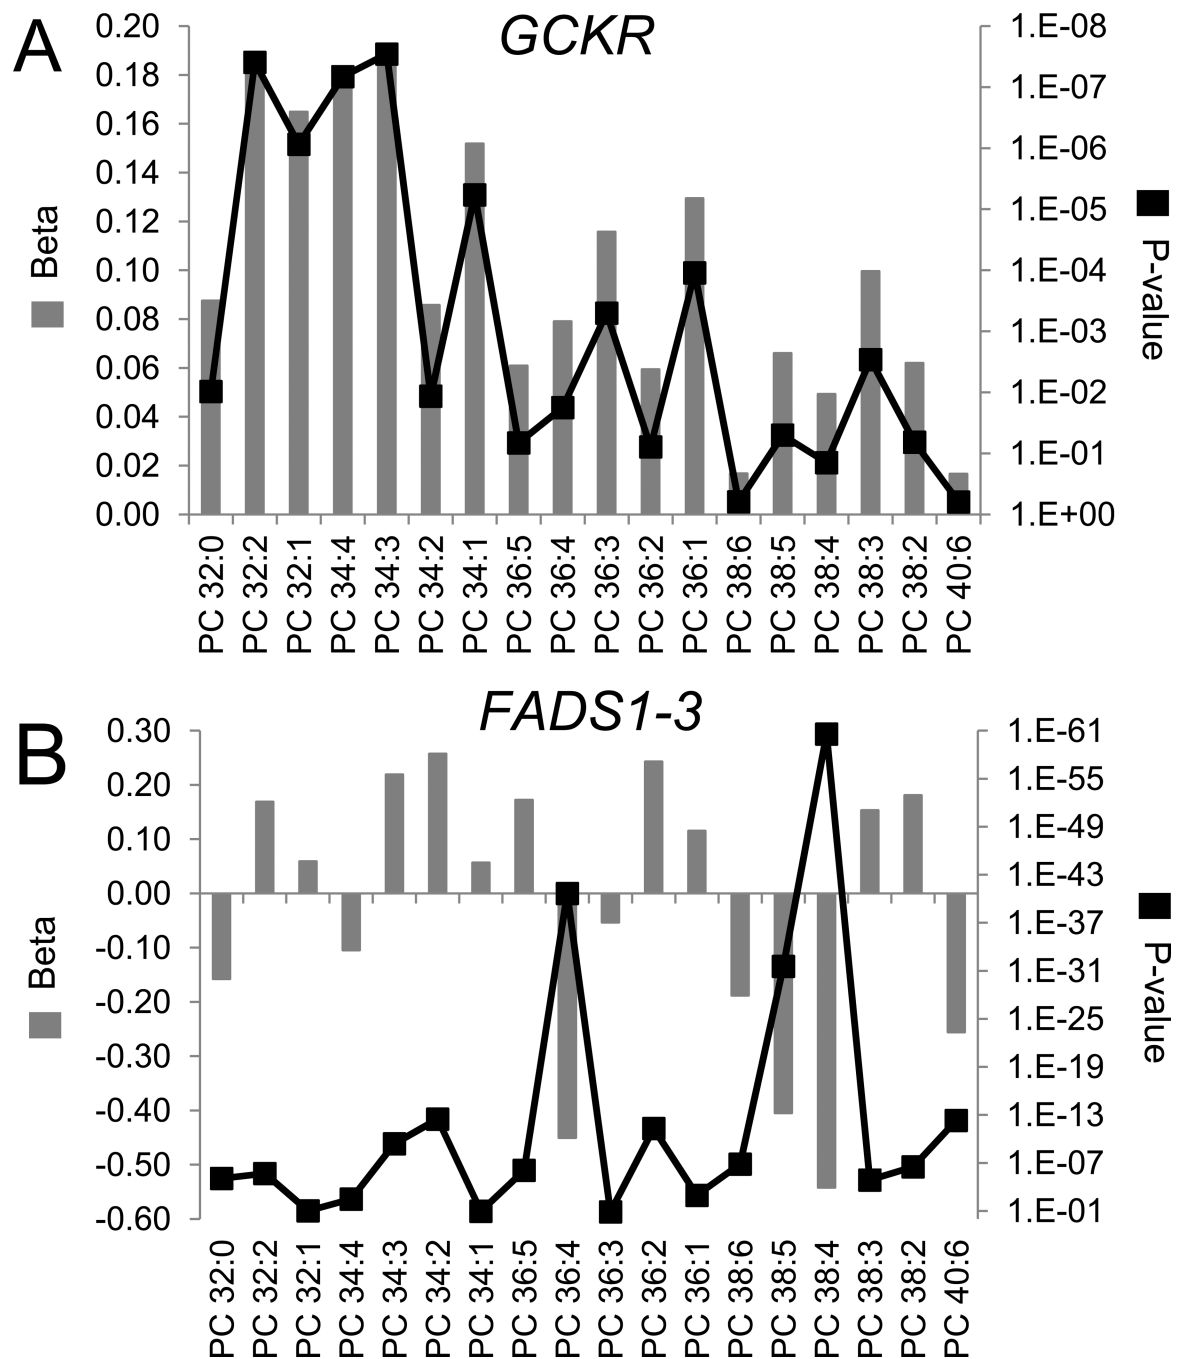 A
GCKR
0.20
0.18
0.16
0.14
0.12
0.10
0.08
0.06
0.04
0.02
0.00
Beta
1.E-08
1.E-07
1.E-06
1.E-05
1.E-04
1.E-03
1.E-02
1.E-01
1.E+00
P-value
PC 32:0
PC 32:2
PC 32:1
PC 34:4
PC 34:3
PC 34:2
PC 34:1
PC 36:5
PC 36:4
PC 36:3
PC 36:2
PC 36:1
PC 38:6
PC 38:5
PC 38:4
PC 38:3
PC 38:2
PC 40:6
B
FADS1-3
0.30
0.20
0.10
0.00
-0.10
-0.20
-0.30
-0.40
-0.50
-0.60
Beta
1.E-61
1.E-55
1.E-49
1.E-43
1.E-37
1.E-31
1.E-25
1.E-19
1.E-13
1.E-07
1.E-01
P-value
PC 32:0
PC 32:2
PC 32:1
PC 34:4
PC 34:3
PC 34:2
PC 34:1
PC 36:5
PC 36:4
PC 36:3
PC 36:2
PC 36:1
PC 38:6
PC 38:5
PC 38:4
PC 38:3
PC 38:2
PC 40:6